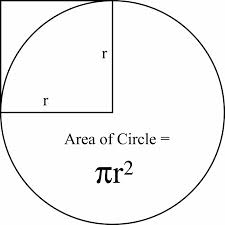 r
r
Area of Circle =
πr²